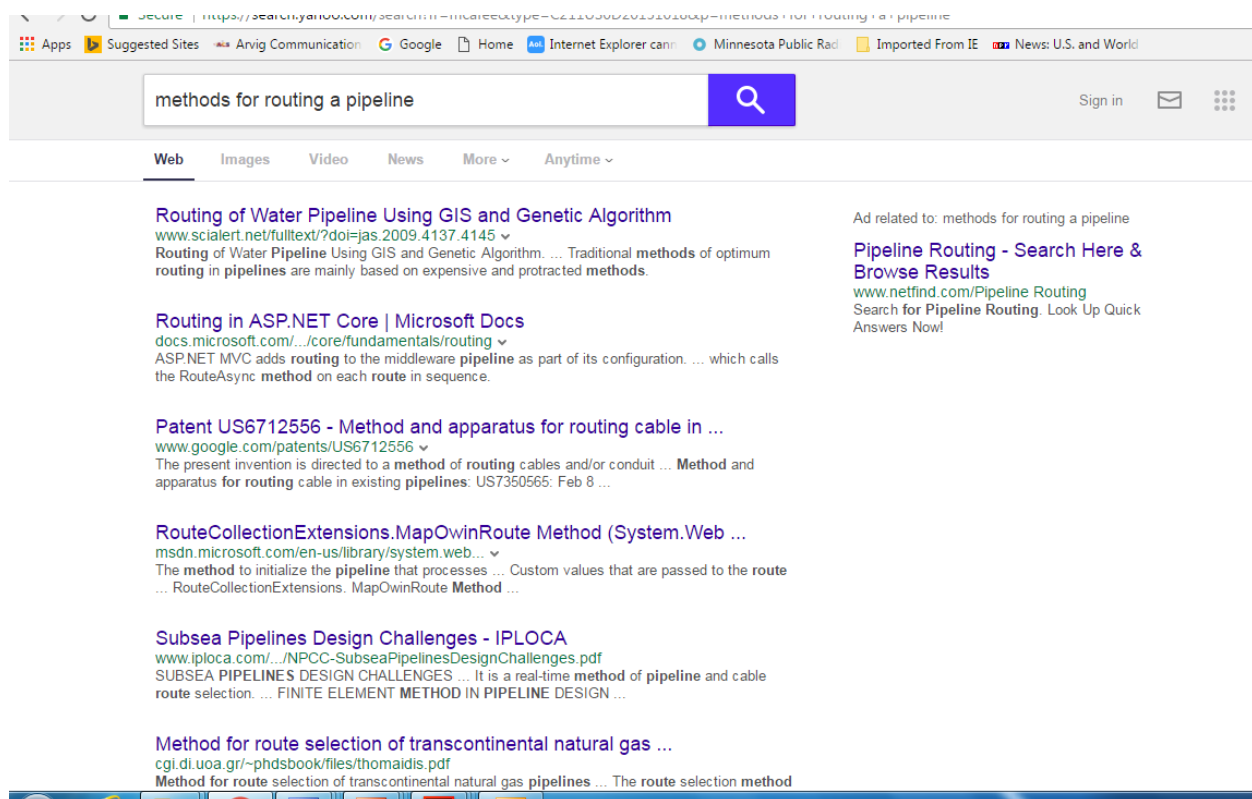 Secure https://search.yahoo.com/search?fr=mcafee&type=C211US0D20151016&p=methods+for+routing+a+pipeline
Apps Suggested Sites Arvig Communication Google Home Internet Explorer cann Minnesota Public Rad Imported From IE News: U.S. and World
methods for routing a pipeline
Sign in
Web Images Video News More Anytime
Routing of Water Pipeline Using GIS and Genetic Algorithm
www.scialert.net/fulltext/?doi=jas.2009.4137.4145
Routing of Water Pipeline Using GIS and Genetic Algorithm. ... Traditional methods of optimum
routing in pipelines are mainly based on expensive and protracted methods.
Routing in ASP.NET Core | Microsoft Docs
docs.microsoft.com/.../core/fundamentals/routing
ASP.NET MVC adds routing to the middleware pipeline as part of its configuration. ... which calls
the RouteAsync method on each route in sequence.
Patent US6712556 - Method and apparatus for routing cable in ...
www.google.com/patents/US6712556
The present invention is directed to a method of routing cables and/or conduit ... Method and
apparatus for routing cable in existing pipelines: US7350565: Feb 8 ...
RouteCollectionExtensions.MapOwinRoute Method (System.Web ...
msdn.microsoft.com/en-us/library/system.web...
The method to initialize the pipeline that processes ... Custom values that are passed to the route
... RouteCollectionExtensions. MapOwinRoute Method ...
Subsea Pipelines Design Challenges - IPLOCA
www.iploca.com/.../NPCC-SubseaPipelinesDesignChallenges.pdf
SUBSEA PIPELINES DESIGN CHALLENGES ... It is a real-time method of pipeline and cable
route selection. ... FINITE ELEMENT METHOD IN PIPELINE DESIGN ...
Method for route selection of transcontinental natural gas ...
cgi.di.uoa.gr/~phdsbook/files/thomaidis.pdf
Method for route selection of transcontinental natural gas pipelines ... The route selection method
Ad related to: methods for routing a pipeline
Pipeline Routing - Search Here &
Browse Results
www.netfind.com/Pipeline Routing
Search for Pipeline Routing. Look Up Quick
Answers Now!